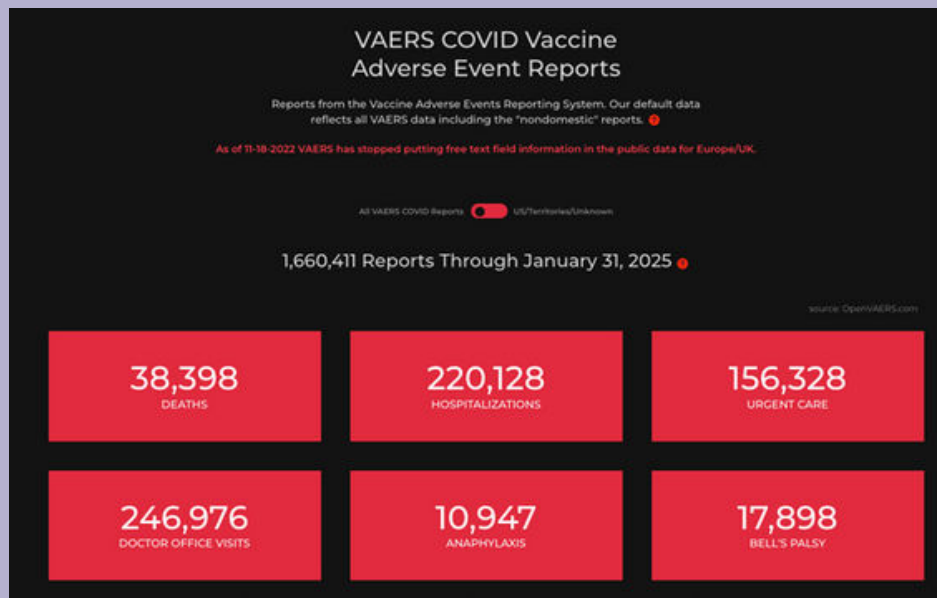 VAERS COVID Vaccine
Adverse Event Reports
Reports from the Vaccine Adverse Events Reporting System. Our default data
reflects all VAERS data including the "nondomestic" reports.
As of 11-18-2022 VAERS has stopped putting free text field information in the public data for Europe/UK.
All VAERS COVID Reports US/Territories/Unknown
1,660,411 Reports Through January 31, 2025
source: OpenVAERS.com
38,398 220,128 156,328
DEATHS HOSPITALIZATIONS URGENT CARE
246,976 10,947 17,898
DOCTOR OFFICE VISITS ANAPHYLAXIS BELL'S PALSY